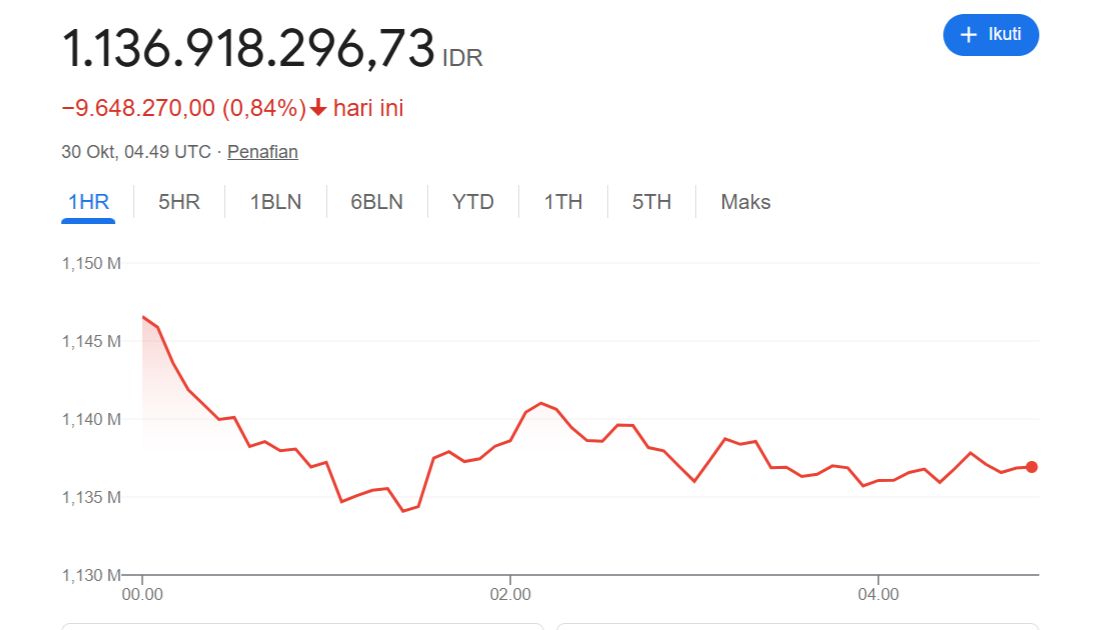 1.136.918.296,73 IDR
+ Ikuti
−9.648.270,00 (0,84%) ↓ hari ini
30 Okt, 04.49 UTC · Penafian
1HR 5HR 1BLN 6BLN YTD 1TH 5TH Maks
1,150 M
1,145 M
1,140 M
1,135 M
1,130 M
00.00 02.00 04.00